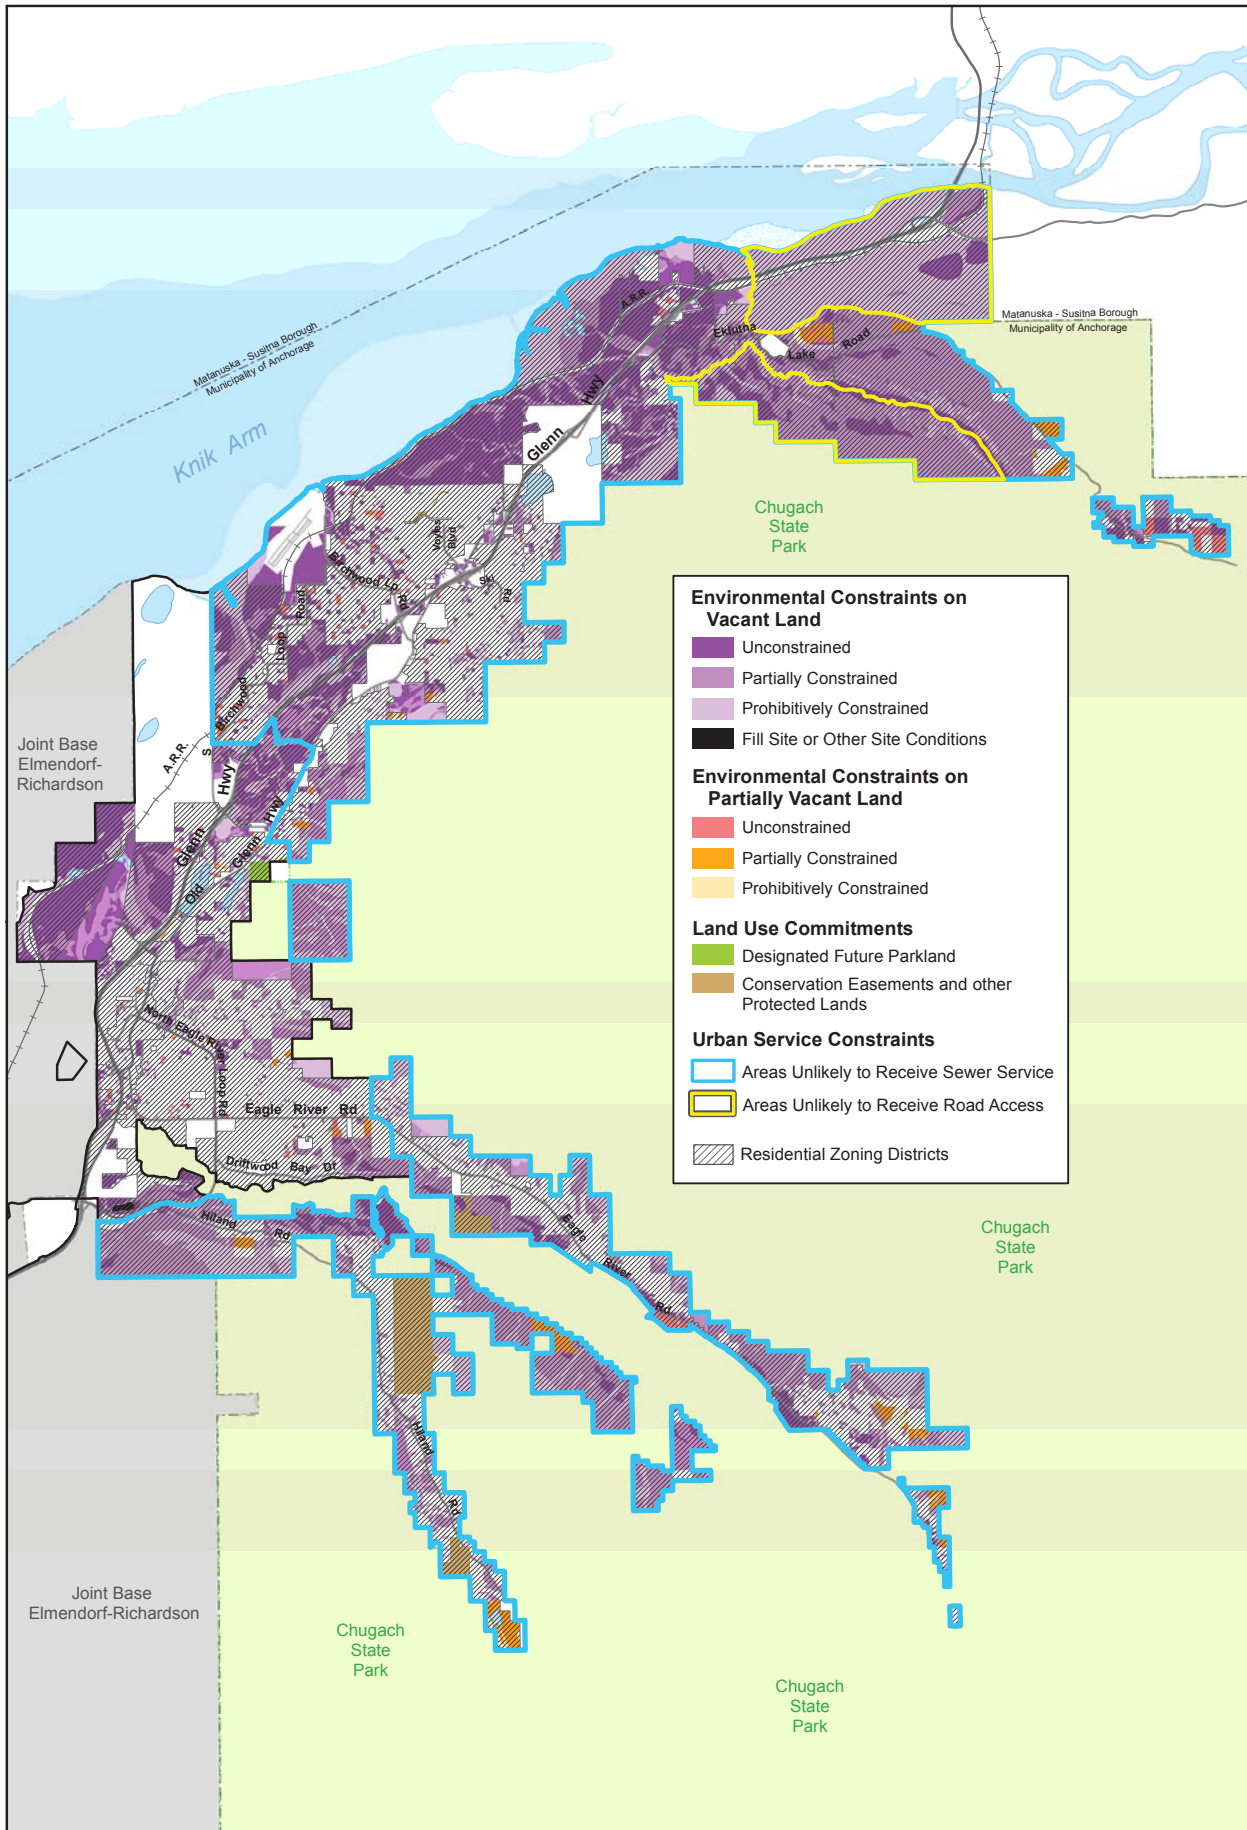 Matanuska - Susitna Borough
Municipality of Anchorage
Matanuska - Susitna Borough
Municipality of Anchorage
Knik Arm
A.R.R.
Eklutna
Lake
Road
Glenn
Hwy
Chugach
State
Park
Voyles
Blvd
Birchwood Lp
Rd
Ski
Rd
S
Birchwood
Loop
Road
A.R.R.
Joint Base
Elmendorf-
Richardson
Glenn
Hwy
Old
Glenn
Hwy
North Eagle River Loop Rd
Eagle River Rd
Driftwood Bay Dr
Hiland
Rd
Eagle
River
Rd
Hiland
Rd
Environmental Constraints on
Vacant Land
Unconstrained
Partially Constrained
Prohibitively Constrained
Fill Site or Other Site Conditions
Environmental Constraints on
Partially Vacant Land
Unconstrained
Partially Constrained
Prohibitively Constrained
Land Use Commitments
Designated Future Parkland
Conservation Easements and other
Protected Lands
Urban Service Constraints
Areas Unlikely to Receive Sewer Service
Areas Unlikely to Receive Road Access
Residential Zoning Districts
Chugach
State
Park
Joint Base
Elmendorf-Richardson
Chugach
State
Park
Chugach
State
Park